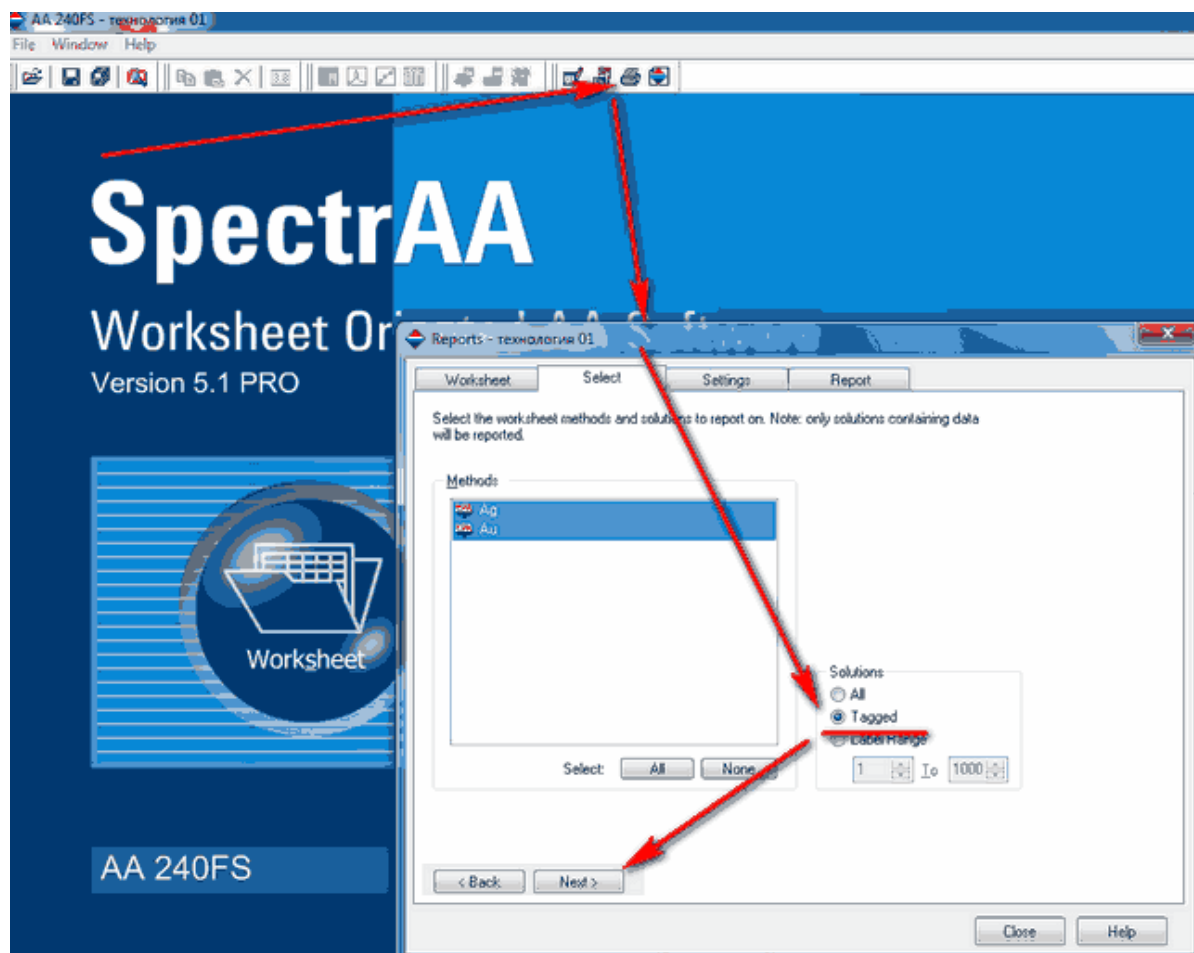 AA 240FS - технология 01
File Window Help
SpectrAA
Worksheet
Version 5.1 PRO
Worksheet
AA 240FS
Reports - технология 01
Worksheet Select Settings Report
Select the worksheet methods and solutions to report on. Note: only solutions containing data
will be reported.
Methods
Ag
Au
Select: All None
Solutions
All
Tagged
Label Range
1 To 1000
< Back Next >
Close Help